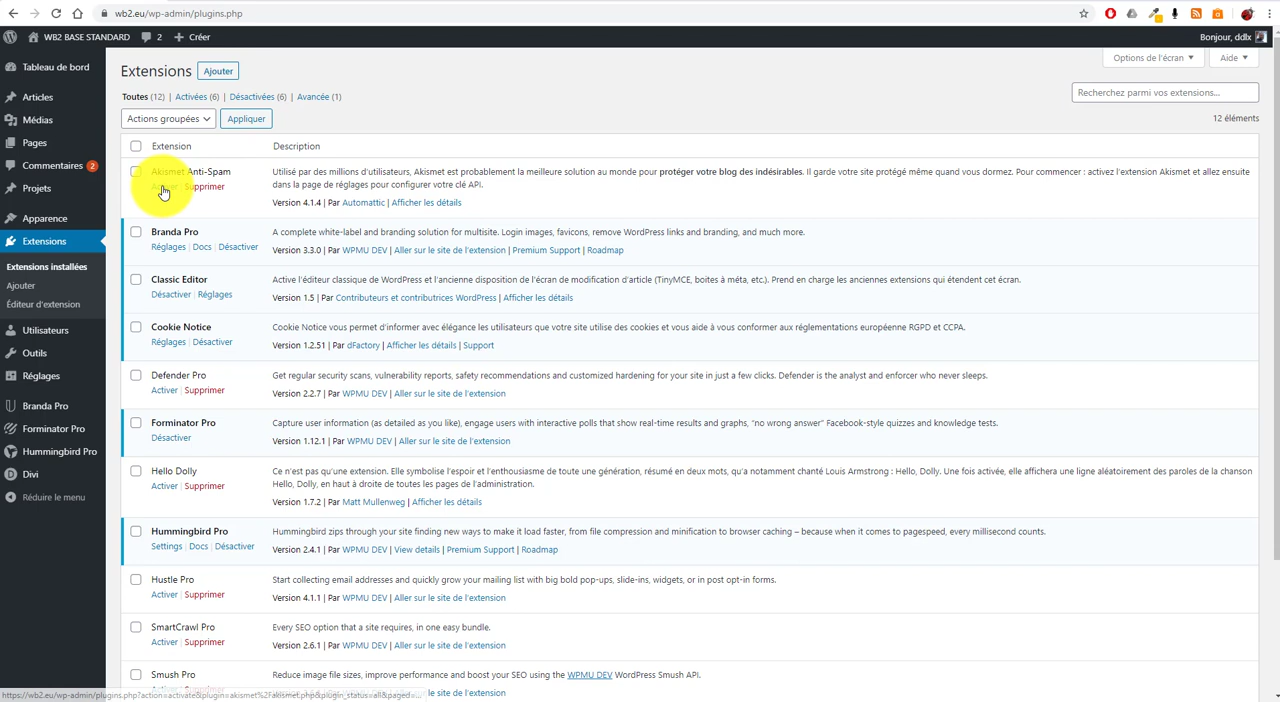 wb2.eu/wp-admin/plugins.php
WB2 BASE STANDARD 2 Créer Bonjour, ddlx
Tableau de bord
Articles
Médias
Pages
Commentaires 2
Projets
Apparence
Extensions
Extensions installées
Ajouter
Éditeur d'extension
Utilisateurs
Outils
Réglages
Branda Pro
Forminator Pro
Hummingbird Pro
Divi
Réduire le menu
Options de l'écran ▼ Aide ▼
Extensions Ajouter
Toutes (12) | Activées (6) | Désactivées (6) | Avancée (1)
Recherchez parmi vos extensions...
Actions groupées Appliquer
12 éléments
Extension Description
Akismet Anti-Spam
Supprimer
Utilisé par des millions d'utilisateurs, Akismet est probablement la meilleure solution au monde pour protéger votre blog des indésirables. Il garde votre site protégé même quand vous dormez. Pour commencer : activez l'extension Akismet et allez ensuite
dans la page de réglages pour configurer votre clé API.
Version 4.1.4 | Par Automattic | Afficher les détails
Branda Pro
Réglages | Docs | Désactiver
A complete white-label and branding solution for multisite. Login images, favicons, remove WordPress links and branding, and much more.
Version 3.3.0 | Par WPMU DEV | Aller sur le site de l'extension | Premium Support | Roadmap
Classic Editor
Désactiver | Réglages
Active l'éditeur classique de WordPress et l'ancienne disposition de l'écran de modification d'article (TinyMCE, boites à méta, etc.). Prend en charge les anciennes extensions qui étendent cet écran.
Version 1.5 | Par Contributeurs et contributrices WordPress | Afficher les détails
Cookie Notice
Réglages | Désactiver
Cookie Notice vous permet d'informer avec élégance les utilisateurs que votre site utilise des cookies et vous aide à vous conformer aux réglementations européenne RGPD et CCPA.
Version 1.2.51 | Par dFactory | Afficher les détails | Support
Defender Pro
Activer | Supprimer
Get regular security scans, vulnerability reports, safety recommendations and customized hardening for your site in just a few clicks. Defender is the analyst and enforcer who never sleeps.
Version 2.2.7 | Par WPMU DEV | Aller sur le site de l'extension
Forminator Pro
Désactiver
Capture user information (as detailed as you like), engage users with interactive polls that show real-time results and graphs, “no wrong answer” Facebook-style quizzes and knowledge tests.
Version 1.12.1 | Par WPMU DEV | Aller sur le site de l'extension
Hello Dolly
Activer | Supprimer
Ce n'est pas qu'une extension. Elle symbolise l'espoir et l'enthousiasme de toute une génération, résumé en deux mots, qu'a notamment chanté Louis Armstrong : Hello, Dolly. Une fois activée, elle affichera une ligne aléatoirement des paroles de la chanson
Hello, Dolly, en haut à droite de toutes les pages de l'administration.
Version 1.7.2 | Par Matt Mullenweg | Afficher les détails
Hummingbird Pro
Settings | Docs | Désactiver
Hummingbird zips through your site finding new ways to make it load faster, from file compression and minification to browser caching – because when it comes to pagespeed, every millisecond counts.
Version 2.4.1 | Par WPMU DEV | View details | Premium Support | Roadmap
Hustle Pro
Activer | Supprimer
Start collecting email addresses and quickly grow your mailing list with big bold pop-ups, slide-ins, widgets, or in post opt-in forms.
Version 4.1.1 | Par WPMU DEV | Aller sur le site de l'extension
SmartCrawl Pro
Activer | Supprimer
Every SEO option that a site requires, in one easy bundle.
Version 2.6.1 | Par WPMU DEV | Aller sur le site de l'extension
Smush Pro
Reduce image file sizes, improve performance and boost your SEO using the WPMU DEV WordPress Smush API.
le site de l'extension
https://wb2.eu/wp-admin/plugins.php?action=activate&plugin=akismet%2Fakismet.php&plugin_status=all&paged=...